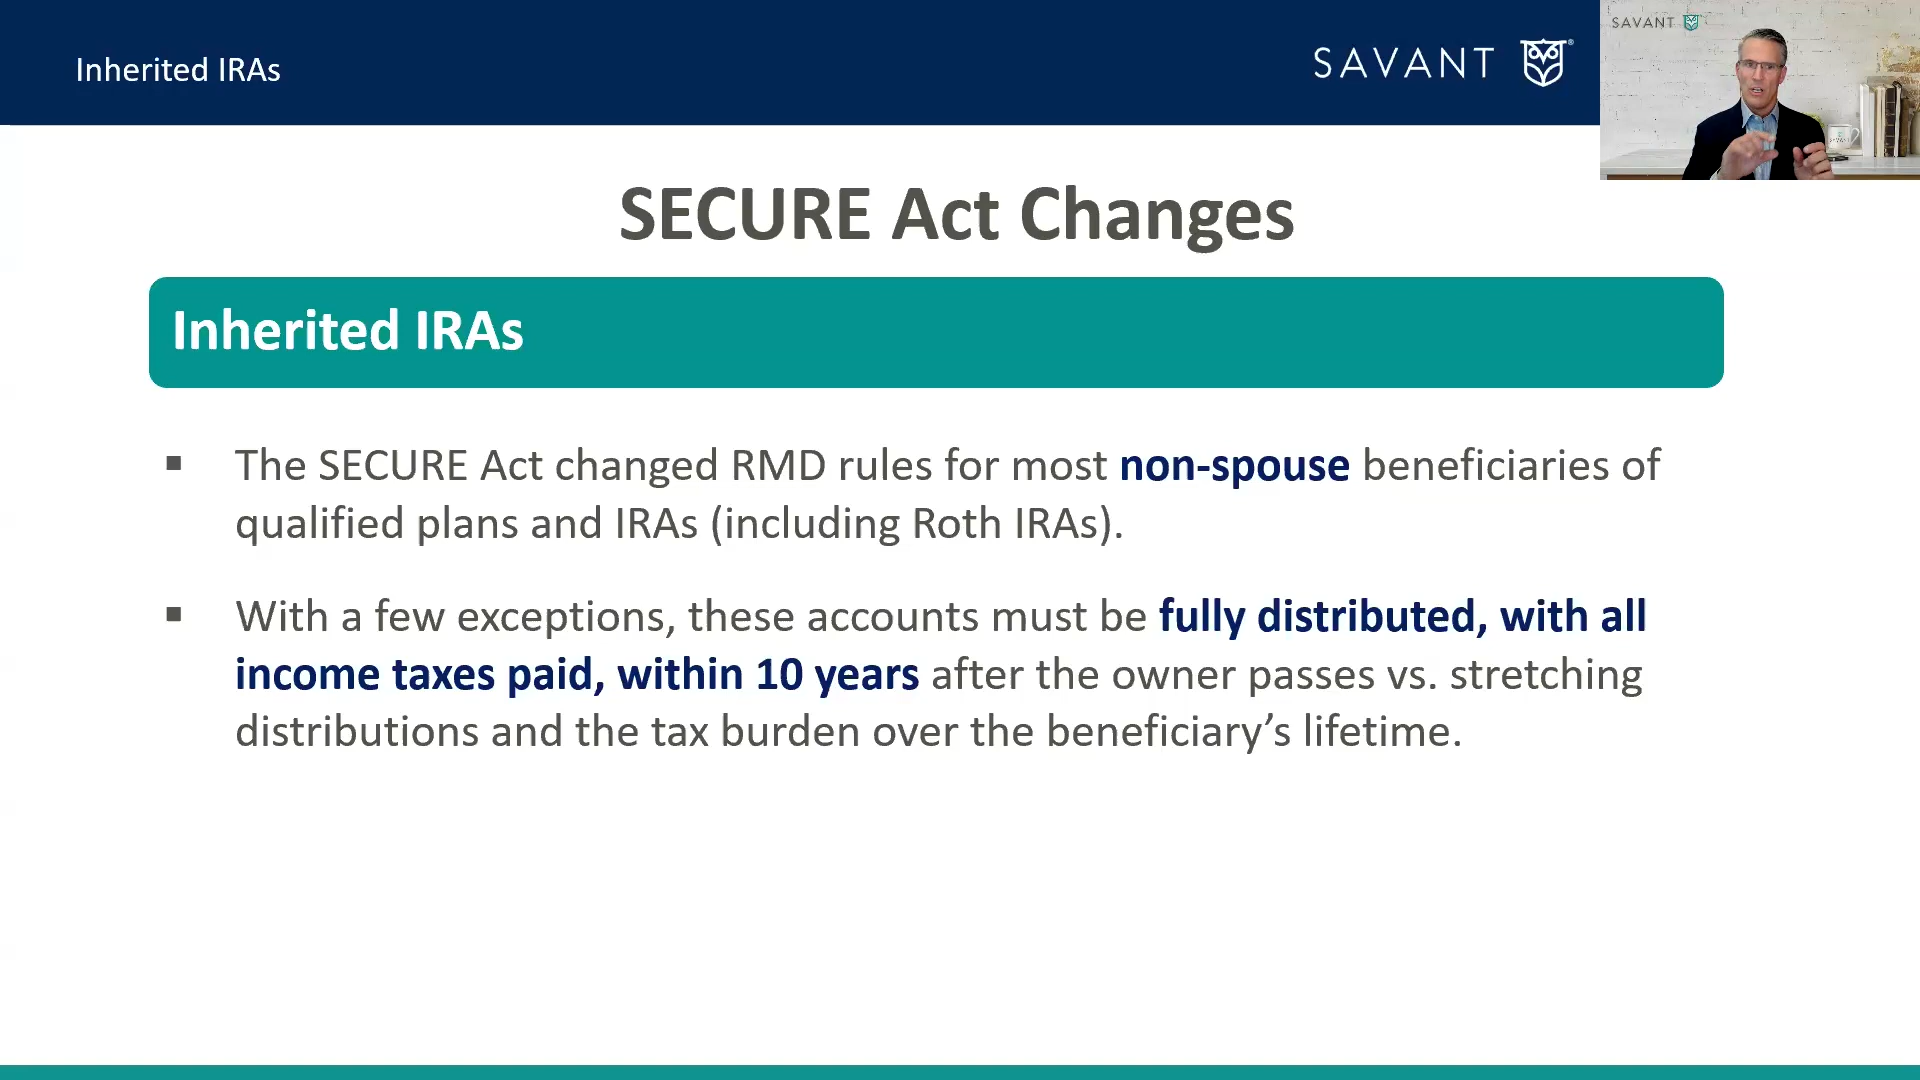 Inherited IRAs
SAVANT
SAVANT
SECURE Act Changes
Inherited IRAs
▪ The SECURE Act changed RMD rules for most non-spouse beneficiaries of
qualified plans and IRAs (including Roth IRAs).
▪ With a few exceptions, these accounts must be fully distributed, with all
income taxes paid, within 10 years after the owner passes vs. stretching
distributions and the tax burden over the beneficiary’s lifetime.